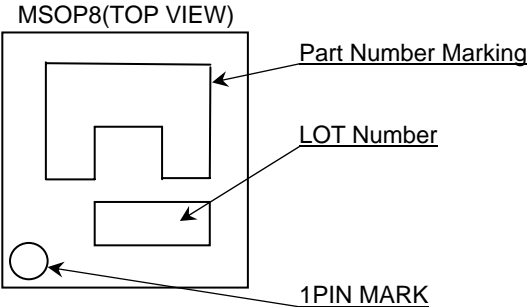 MSOP8(TOP VIEW)
Part Number Marking
LOT Number
1PIN MARK